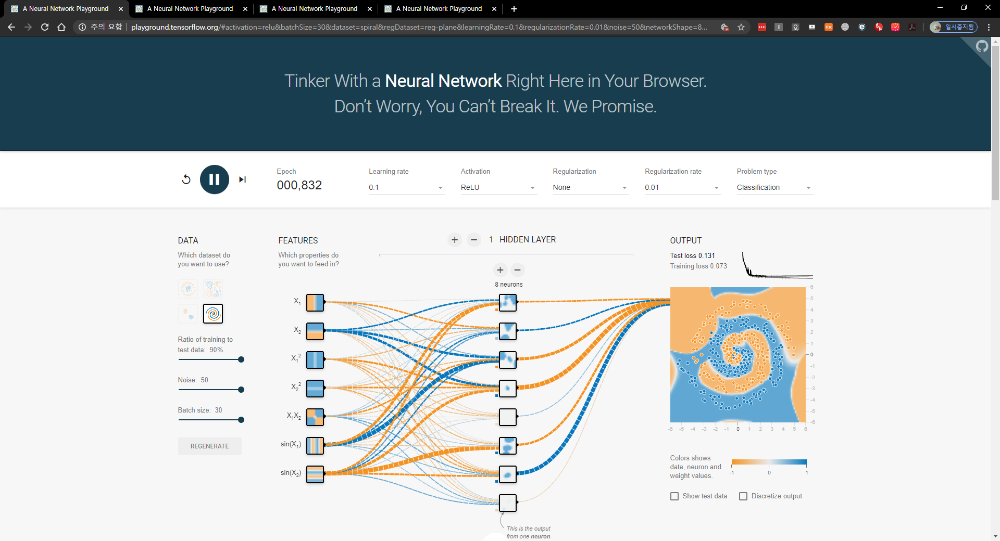 A Neural Network Playground
A Neural Network Playground
A Neural Network Playground
A Neural Network Playground
주의 요함
playground.tensorflow.org/#activation=relu&batchSize=30&dataset=spiral&regDataset=reg-plane&learningRate=0.1&regularizationRate=0.01&noise=50&networkShape=8...
일시중지됨
Tinker With a Neural Network Right Here in Your Browser.
Don't Worry, You Can't Break It. We Promise.
Epoch
000,832
Learning rate
0.1
Activation
ReLU
Regularization
None
Regularization rate
0.01
Problem type
Classification
DATA
Which dataset do
you want to use?
Ratio of training to
test data: 90%
Noise: 50
Batch size: 30
REGENERATE
FEATURES
Which properties do
you want to feed in?
X1
X2
X1²
X2²
X1X2
sin(X1)
sin(X2)
+ − 1 HIDDEN LAYER
+ −
8 neurons
This is the output
from one neuron.
OUTPUT
Test loss 0.131
Training loss 0.073
6
5
4
3
2
1
0
-1
-2
-3
-4
-5
-6
-6 -5 -4 -3 -2 -1 0 1 2 3 4 5 6
Colors shows
data, neuron and
weight values.
-1 0 1
Show test data
Discretize output